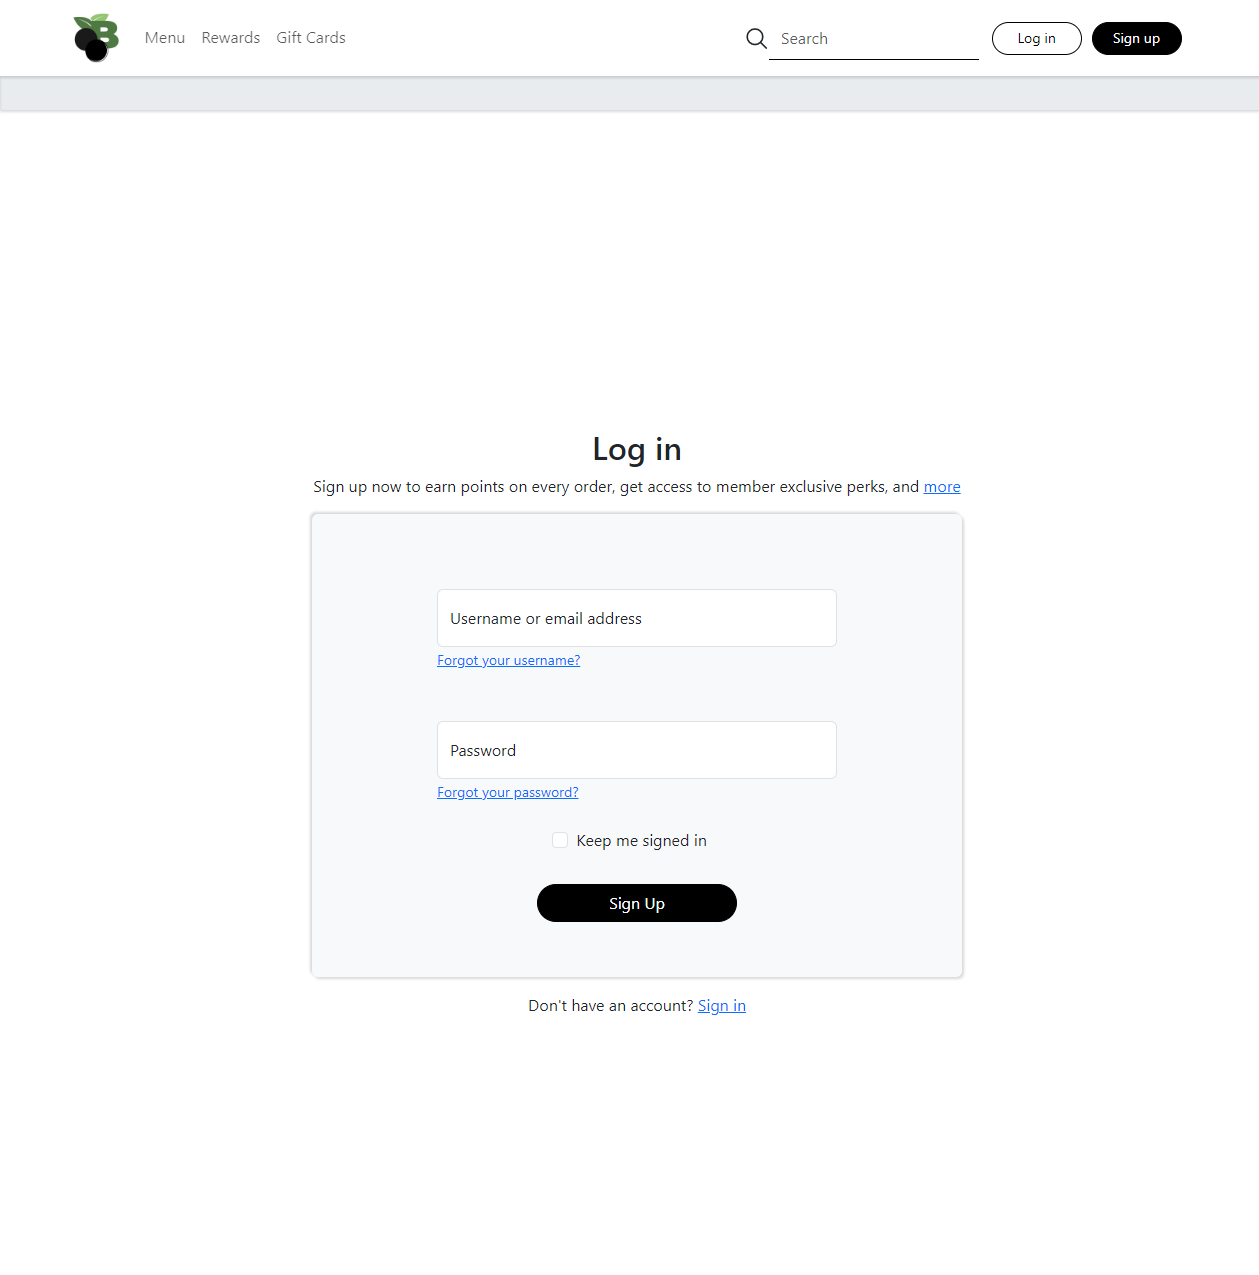 B
Menu Rewards Gift Cards Search Log in Sign up
Log in
Sign up now to earn points on every order, get access to member exclusive perks, and more
Username or email address
Forgot your username?
Password
Forgot your password?
Keep me signed in
Sign Up
Don't have an account? Sign in